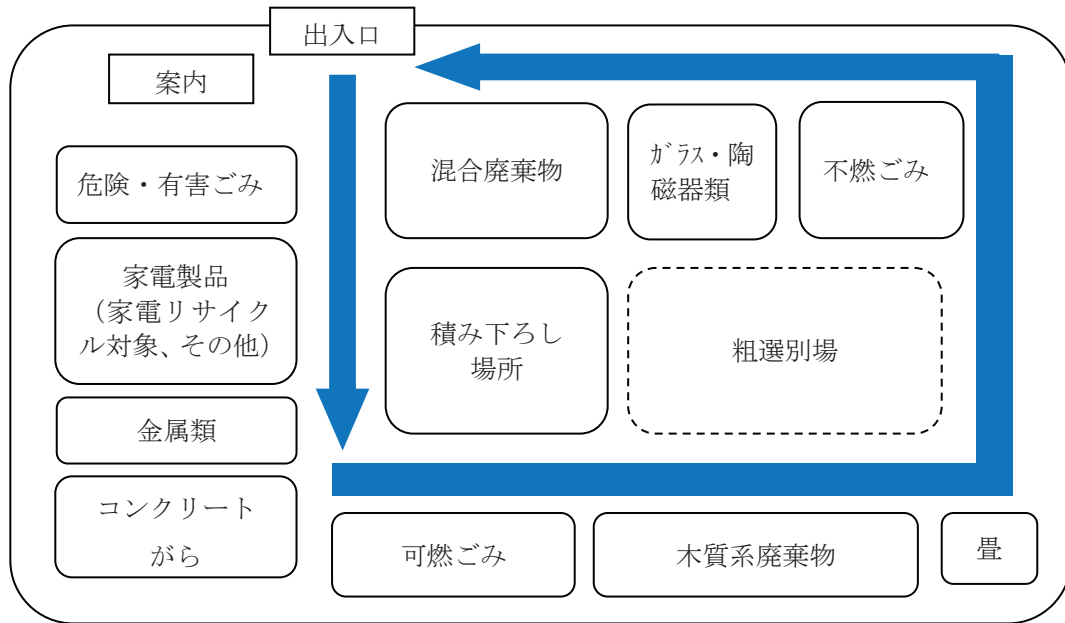 出入口
案内
危険・有害ごみ
家電製品
（家電リサイク
ル対象、その他）
金属類
コンクリート
がら
混合廃棄物
ｶﾞﾗｽ・陶
磁器類
不燃ごみ
積み下ろし
場所
粗選別場
可燃ごみ
木質系廃棄物
畳